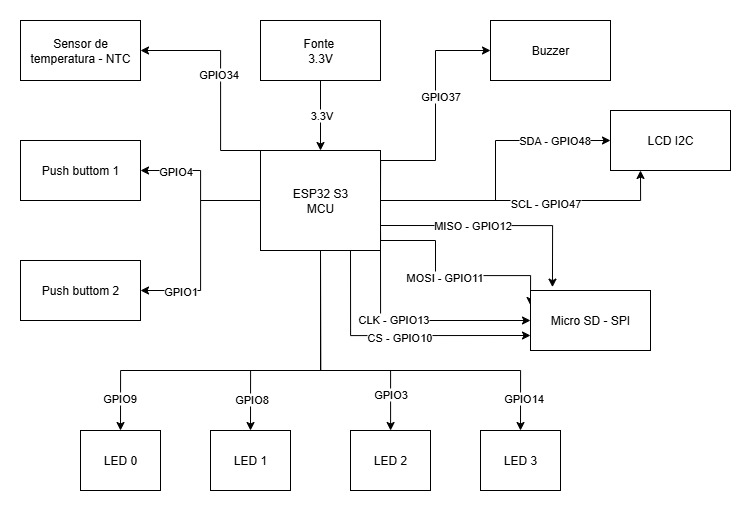 Sensor de
temperatura - NTC
Fonte
3.3V
Buzzer
GPIO34
GPIO37
3.3V
SDA - GPIO48
LCD I2C
Push buttom 1
GPIO4
ESP32 S3
MCU
SCL - GPIO47
MISO - GPIO12
MOSI - GPIO11
Push buttom 2
GPIO1
CLK - GPIO13
Micro SD - SPI
CS - GPIO10
GPIO9
GPIO8
GPIO3
GPIO14
LED 0
LED 1
LED 2
LED 3